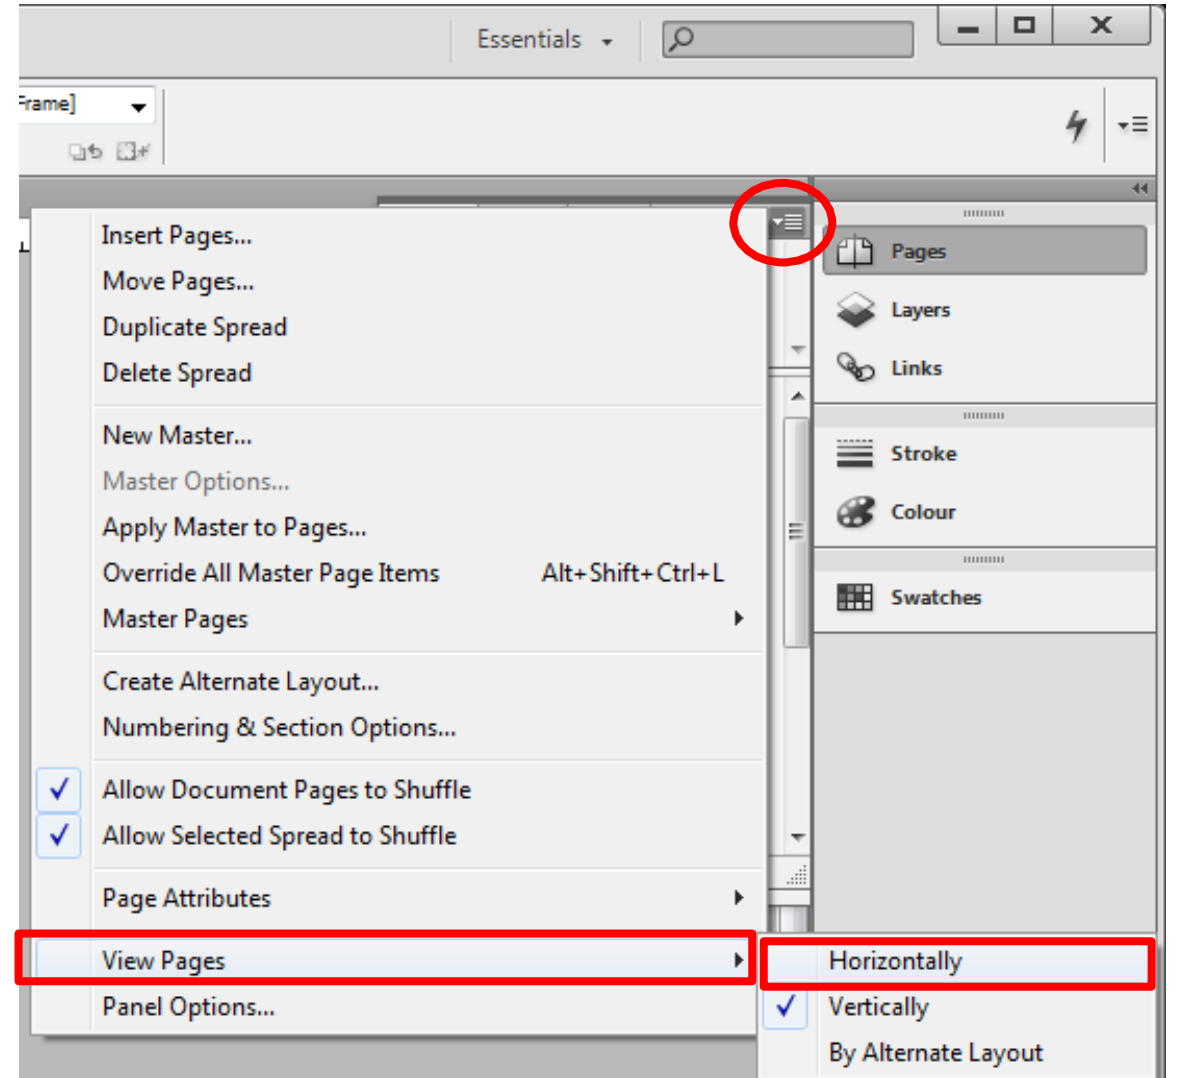 Essentials
Frame]
Insert Pages...
Move Pages...
Duplicate Spread
Delete Spread
New Master...
Master Options...
Apply Master to Pages...
Override All Master Page Items Alt+Shift+Ctrl+L
Master Pages
Create Alternate Layout...
Numbering & Section Options...
Allow Document Pages to Shuffle
Allow Selected Spread to Shuffle
Page Attributes
View Pages
Panel Options...
Horizontally
Vertically
By Alternate Layout
Pages
Layers
Links
Stroke
Colour
Swatches